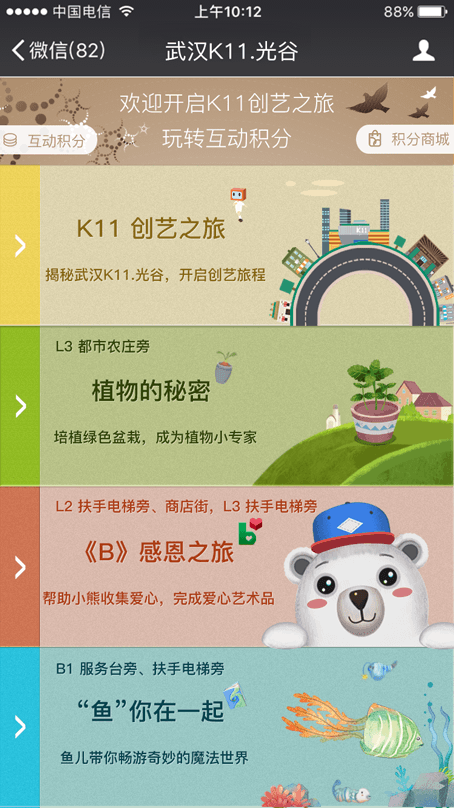 中国电信 上午10:12 88%
微信(82) 武汉K11.光谷
欢迎开启K11创艺之旅
玩转互动积分
互动积分
积分商城
K11
K11 创艺之旅
揭秘武汉K11.光谷，开启创艺旅程
L3 都市农庄旁
植物的秘密
培植绿色盆栽，成为植物小专家
L2 扶手电梯旁、商店街，L3 扶手电梯旁
b
《B》感恩之旅
帮助小熊收集爱心，完成爱心艺术品
B1 服务台旁、扶手电梯旁
“鱼”你在一起
鱼儿带你畅游奇妙的魔法世界